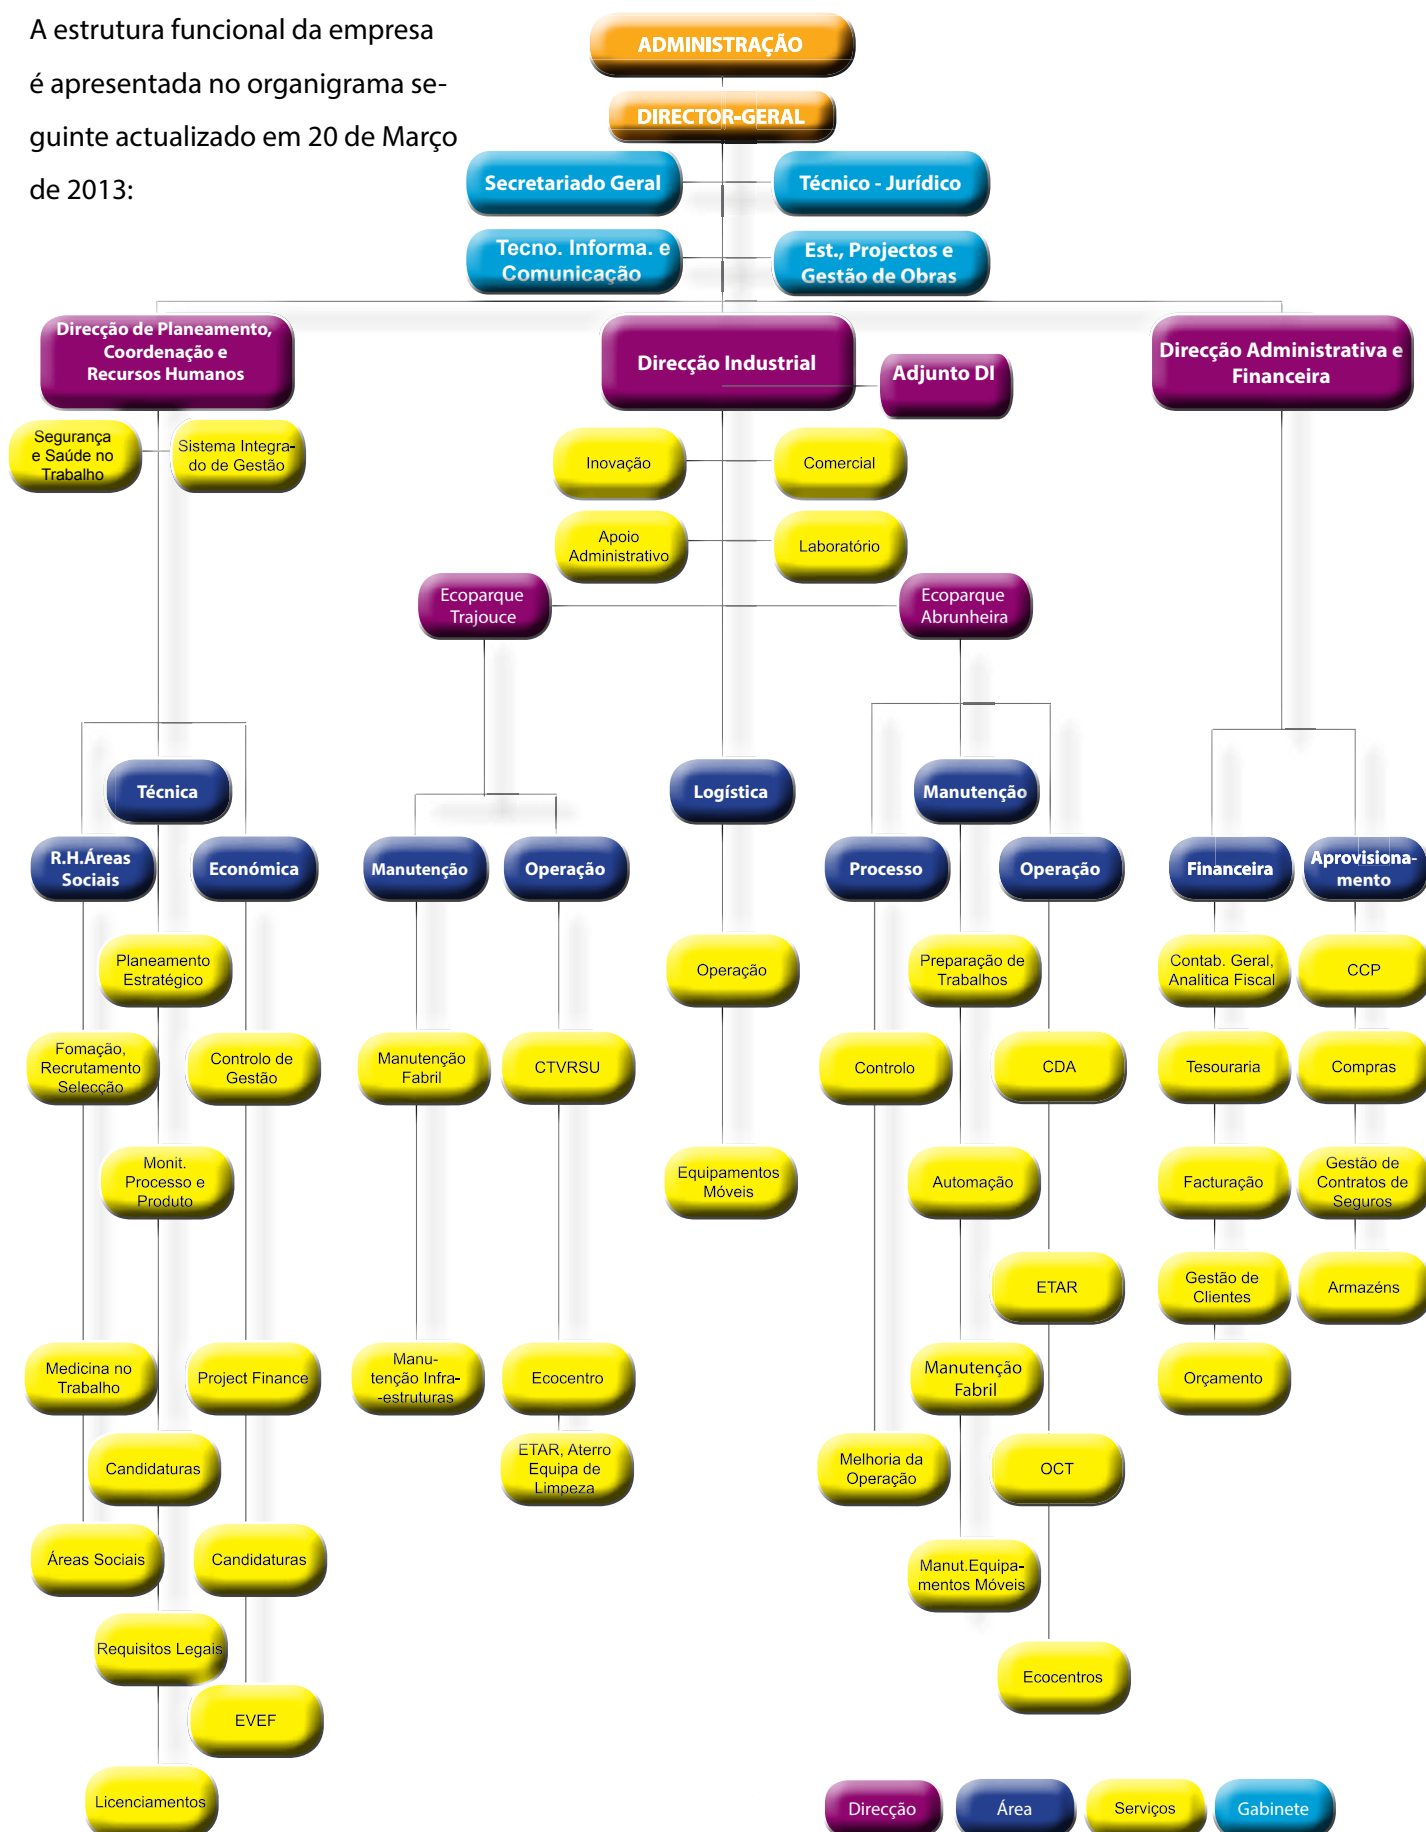 A estrutura funcional da empresa
é apresentada no organigrama se-
guinte actualizado em 20 de Março
de 2013:
ADMINISTRAÇÃO
DIRECTOR-GERAL
Secretariado Geral
Técnico - Jurídico
Tecno. Informa. e
Comunicação
Est., Projectos e
Gestão de Obras
Direcção de Planeamento,
Coordenação e
Recursos Humanos
Direcção Industrial
Adjunto DI
Direcção Administrativa e
Financeira
Segurança
e Saúde no
Trabalho
Sistema Integra-
do de Gestão
Inovação
Comercial
Apoio
Administrativo
Laboratório
Ecoparque
Trajouce
Ecoparque
Abrunheira
Técnica
Logística
Manutenção
R.H.Áreas
Sociais
Económica
Manutenção
Operação
Processo
Operação
Financeira
Aprovisiona-
mento
Planeamento
Estratégico
Operação
Preparação de
Trabalhos
Contab. Geral,
Analitica Fiscal
CCP
Fomação,
Recrutamento
Selecção
Controlo de
Gestão
Manutenção
Fabril
CTVRSU
Controlo
CDA
Tesouraria
Compras
Monit.
Processo e
Produto
Equipamentos
Móveis
Automação
Facturação
Gestão de
Contratos de
Seguros
ETAR
Gestão de
Clientes
Armazéns
Medicina no
Trabalho
Project Finance
Manu-
tenção Infra-
-estruturas
Ecocentro
Manutenção
Fabril
Orçamento
Candidaturas
ETAR, Aterro
Equipa de
Limpeza
Melhoria da
Operação
OCT
Áreas Sociais
Candidaturas
Manut.Equipa-
mentos Móveis
Requisitos Legais
Ecocentros
EVEF
Licenciamentos
Direcção
Área
Serviços
Gabinete